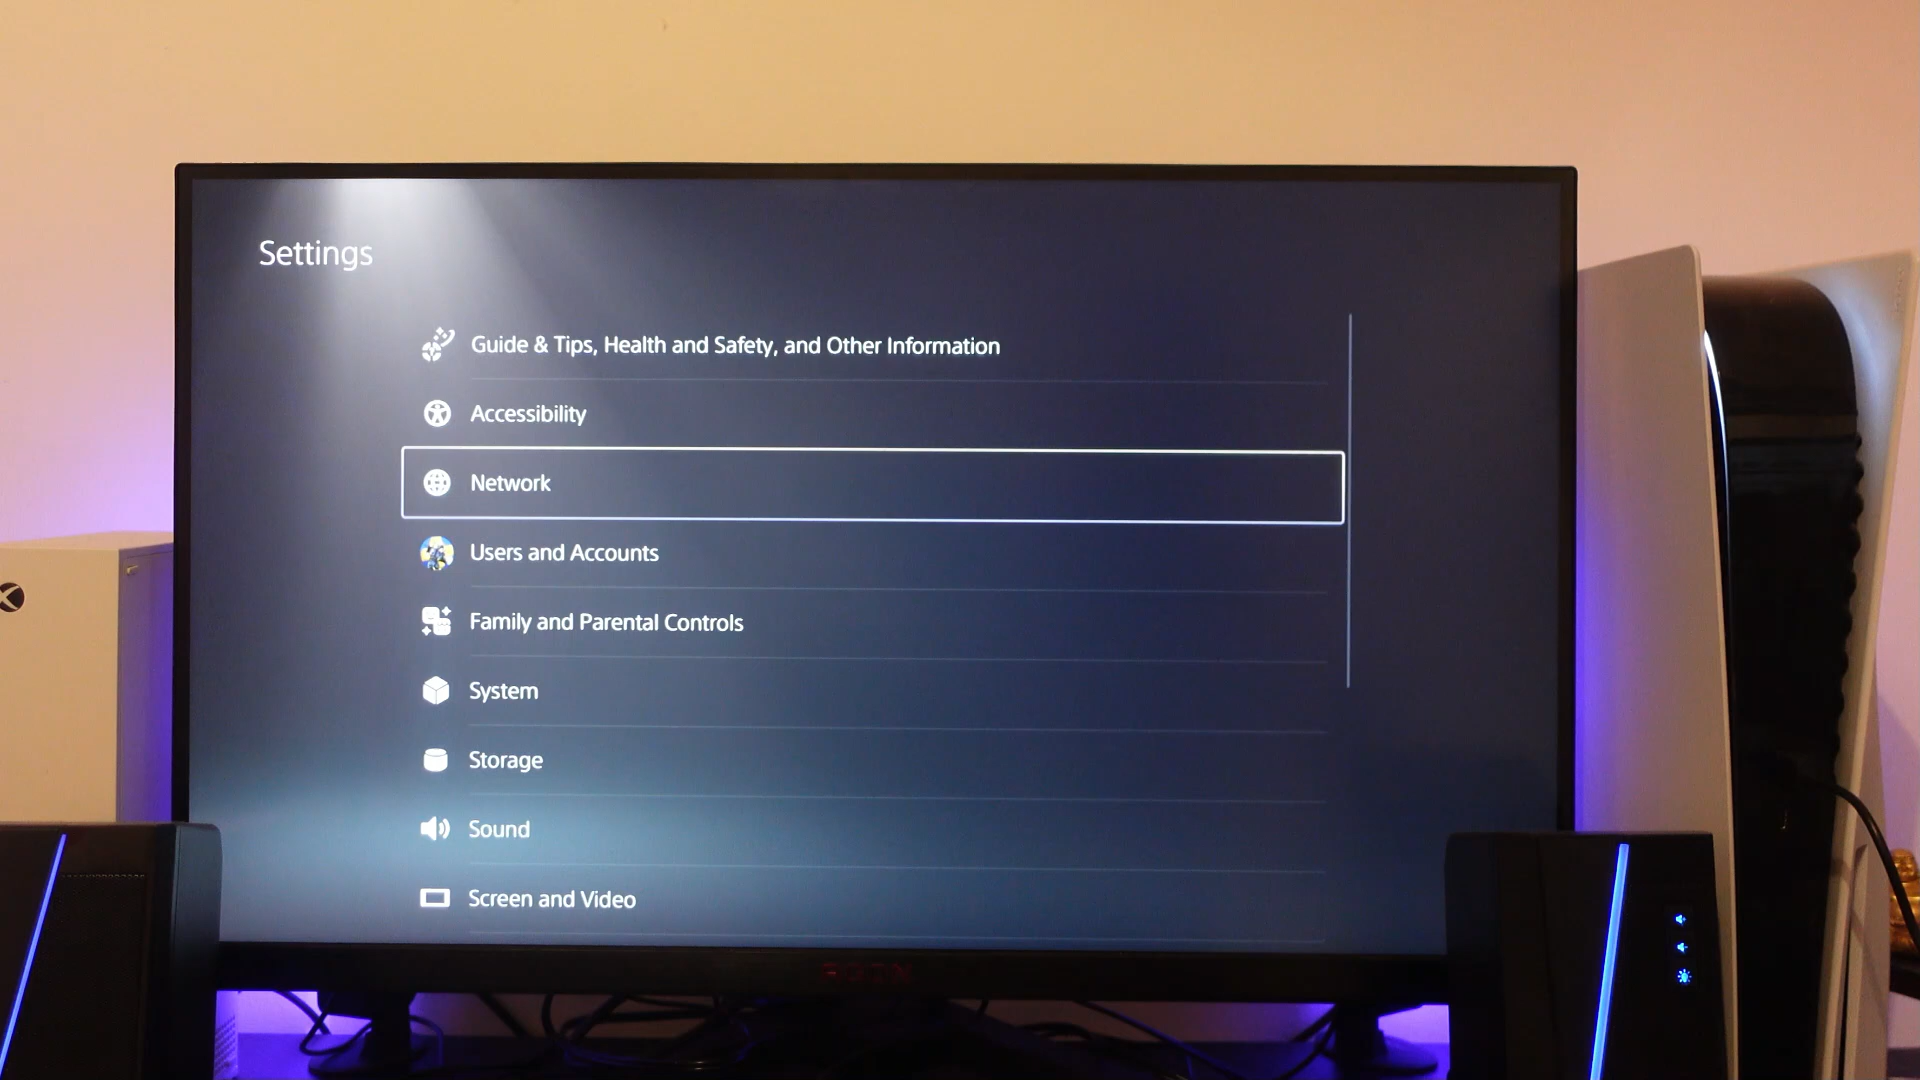 Settings
Guide & Tips, Health and Safety, and Other Information
Accessibility
Network
Users and Accounts
Family and Parental Controls
System
Storage
Sound
Screen and Video